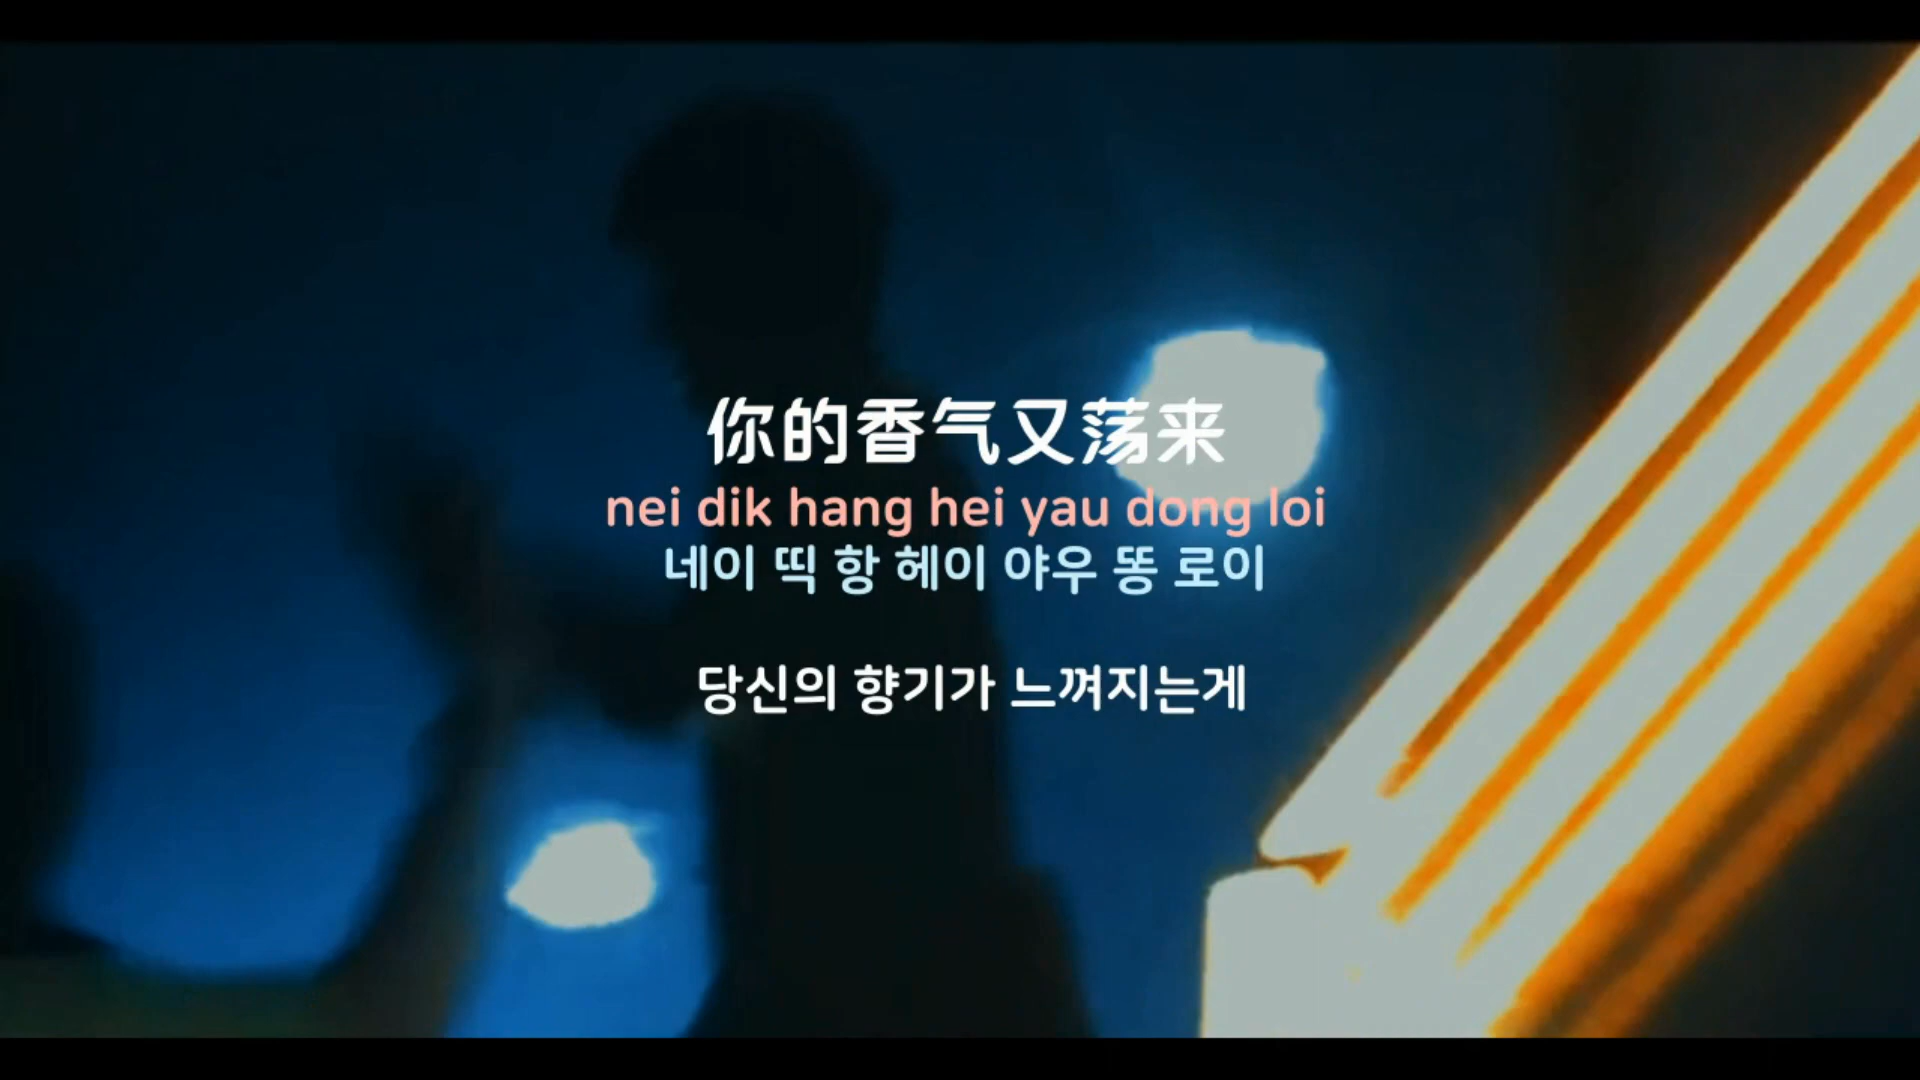 你的香气又荡来
nei dik hang hei yau dong loi
네이 띡 항 헤이 야우 똥 로이
당신의 향기가 느껴지는게